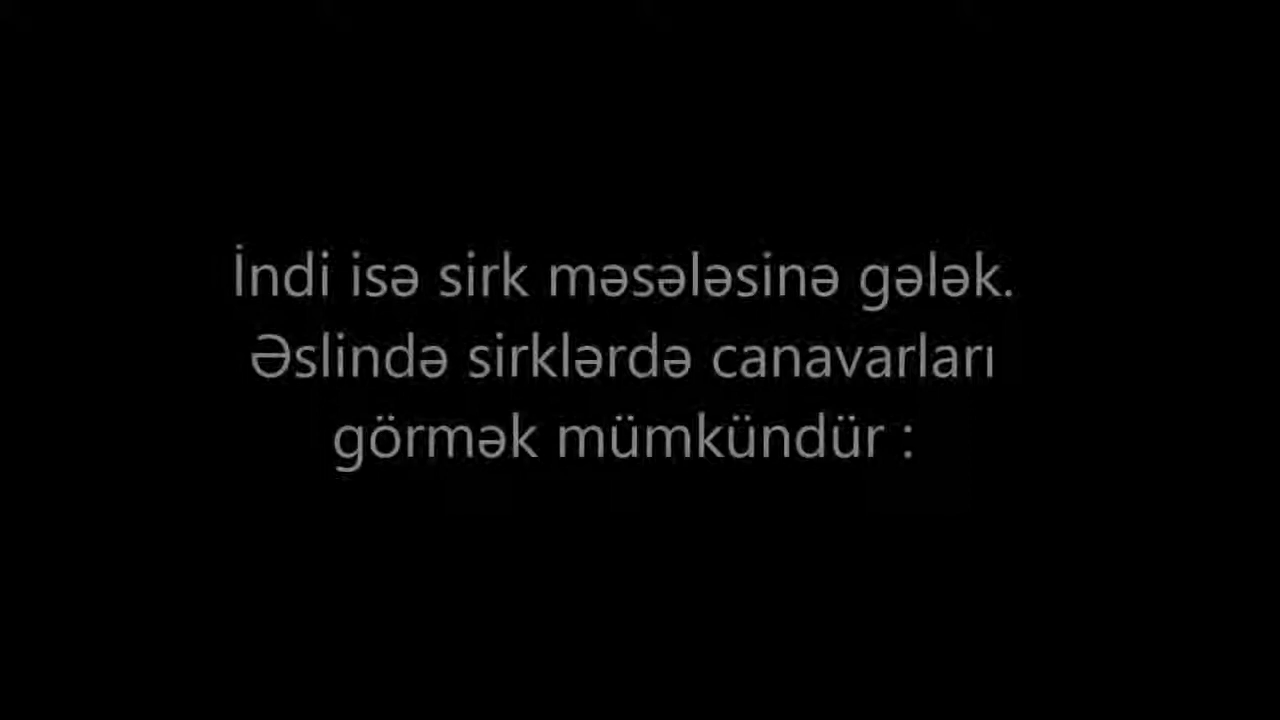 İndi isə sirk məsələsinə gələk.
Əslində sirklərdə canavarları
görmək mümkündür :